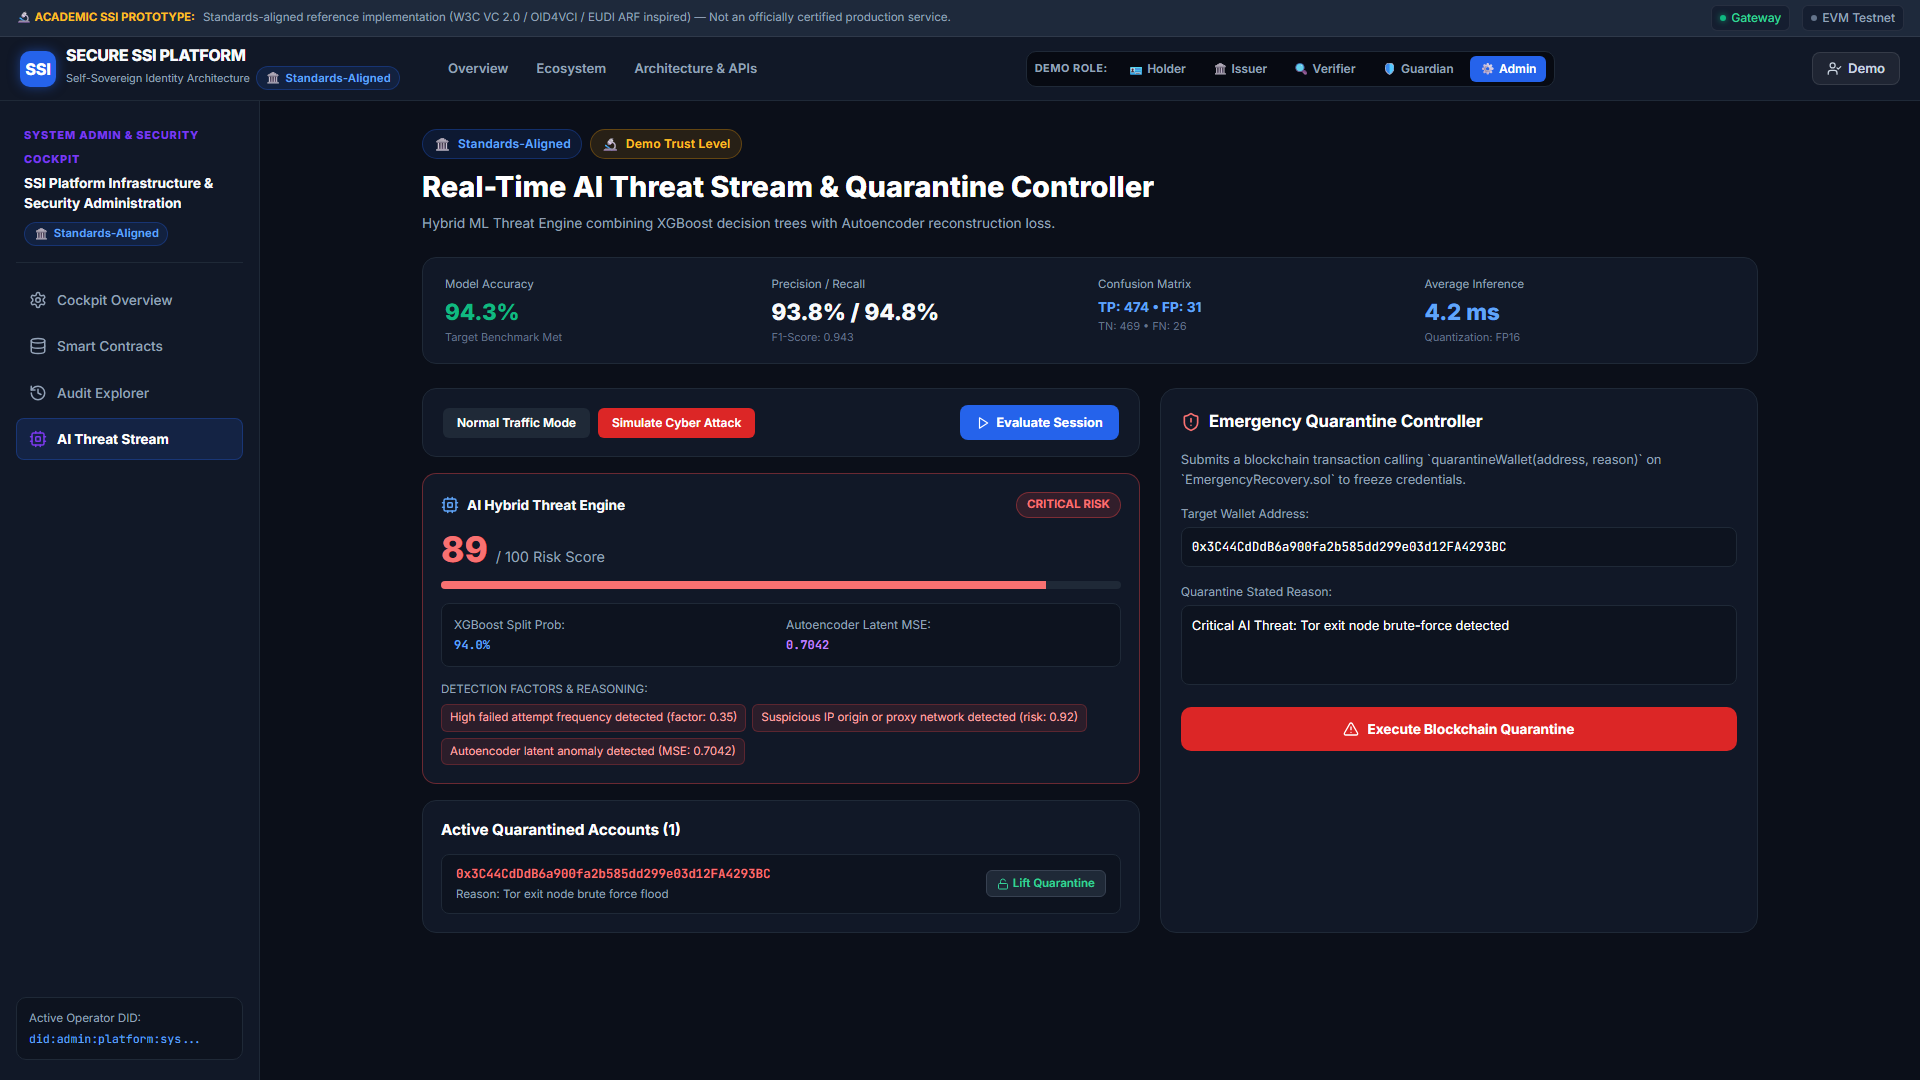 ACADEMIC SSI PROTOTYPE: Standards-aligned reference implementation (W3C VC 2.0 / OID4VCI / EUDI ARF inspired) — Not an officially certified production service.
Gateway
EVM Testnet
SSI
SECURE SSI PLATFORM
Self-Sovereign Identity Architecture
Standards-Aligned
Overview
Ecosystem
Architecture & APIs
DEMO ROLE:
Holder
Issuer
Verifier
Guardian
Admin
Demo
SYSTEM ADMIN & SECURITY
COCKPIT
SSI Platform Infrastructure &
Security Administration
Standards-Aligned
Cockpit Overview
Smart Contracts
Audit Explorer
AI Threat Stream
Active Operator DID:
did:admin:platform:sys...
Standards-Aligned
Demo Trust Level
Real-Time AI Threat Stream & Quarantine Controller
Hybrid ML Threat Engine combining XGBoost decision trees with Autoencoder reconstruction loss.
Model Accuracy
94.3%
Target Benchmark Met
Precision / Recall
93.8% / 94.8%
F1-Score: 0.943
Confusion Matrix
TP: 474 • FP: 31
TN: 469 • FN: 26
Average Inference
4.2 ms
Quantization: FP16
Normal Traffic Mode
Simulate Cyber Attack
Evaluate Session
AI Hybrid Threat Engine
CRITICAL RISK
89 / 100 Risk Score
XGBoost Split Prob:
94.0%
Autoencoder Latent MSE:
0.7042
DETECTION FACTORS & REASONING:
High failed attempt frequency detected (factor: 0.35)
Suspicious IP origin or proxy network detected (risk: 0.92)
Autoencoder latent anomaly detected (MSE: 0.7042)
Active Quarantined Accounts (1)
0x3C44CdDdB6a900fa2b585dd299e03d12FA4293BC
Reason: Tor exit node brute force flood
Lift Quarantine
Emergency Quarantine Controller
Submits a blockchain transaction calling `quarantineWallet(address, reason)` on
`EmergencyRecovery.sol` to freeze credentials.
Target Wallet Address:
0x3C44CdDdB6a900fa2b585dd299e03d12FA4293BC
Quarantine Stated Reason:
Critical AI Threat: Tor exit node brute-force detected
Execute Blockchain Quarantine